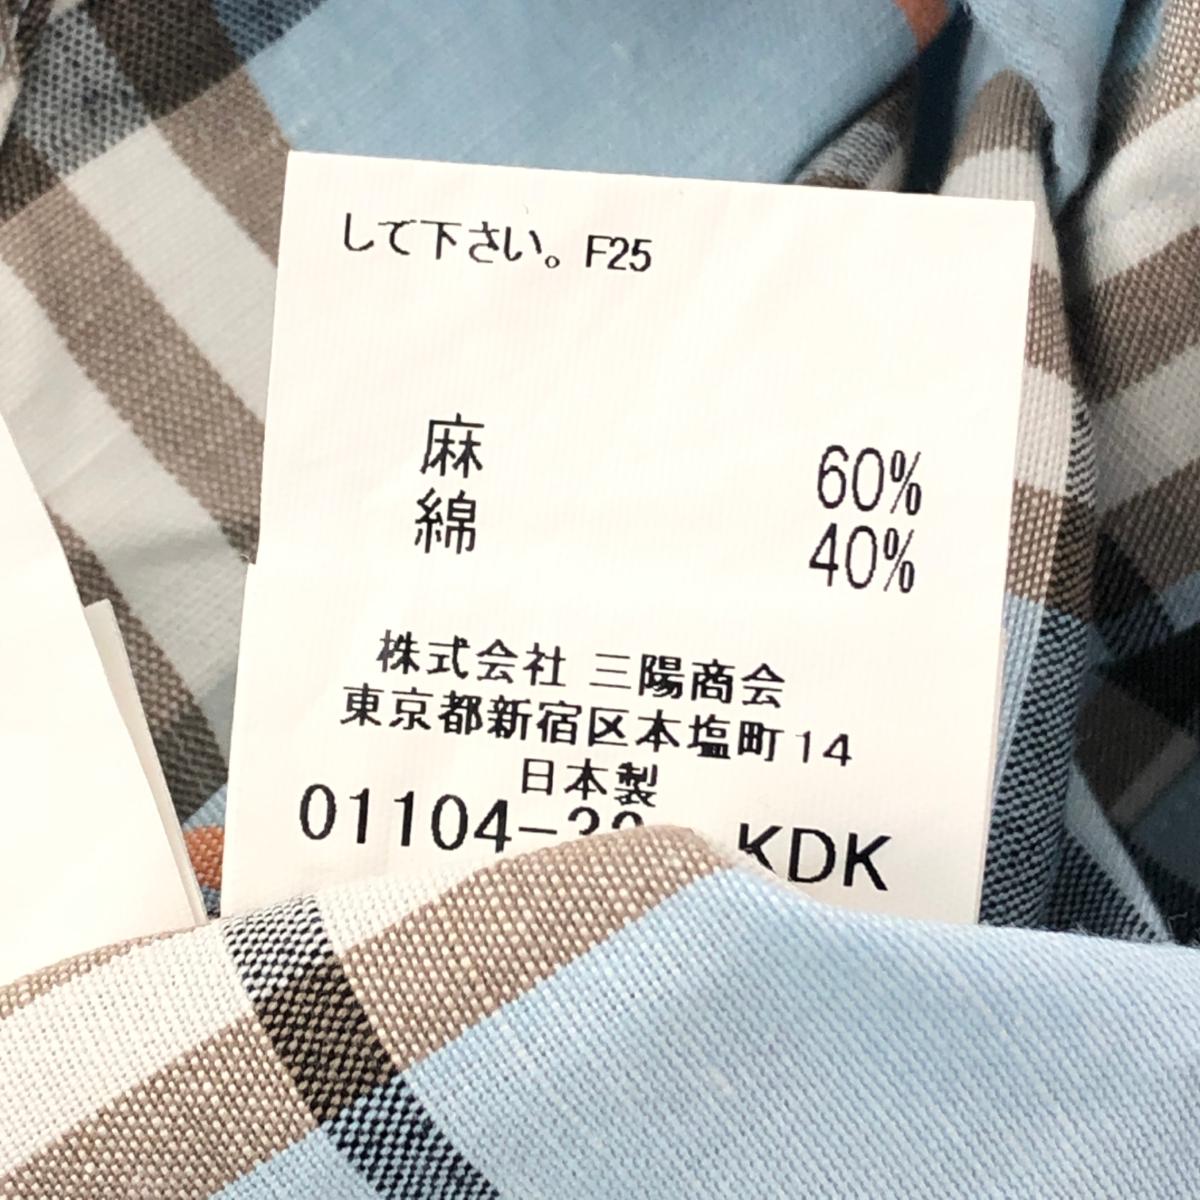 して下さい。F25
麻 60%
綿 40%
株式会社 三陽商会
東京都新宿区本塩町14
日本製
01104- KDK